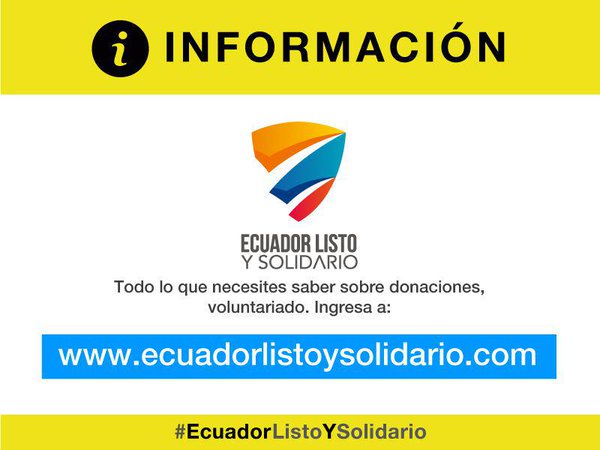 i INFORMACIÓN
ECUADOR LISTO
Y SOLIDARIO
Todo lo que necesites saber sobre donaciones,
voluntariado. Ingresa a:
www.ecuadorlistoysolidario.com
#EcuadorListoYSolidario